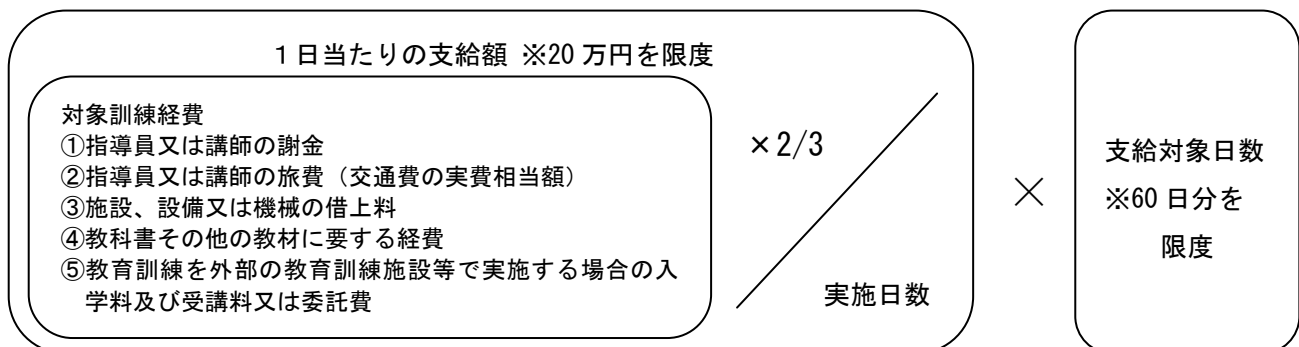 １日当たりの支給額 ※20 万円を限度
対象訓練経費
①指導員又は講師の謝金
②指導員又は講師の旅費（交通費の実費相当額）
③施設、設備又は機械の借上料
④教科書その他の教材に要する経費
⑤教育訓練を外部の教育訓練施設等で実施する場合の入
学料及び受講料又は委託費
×2/3
実施日数
×
支給対象日数
※60 日分を
限度